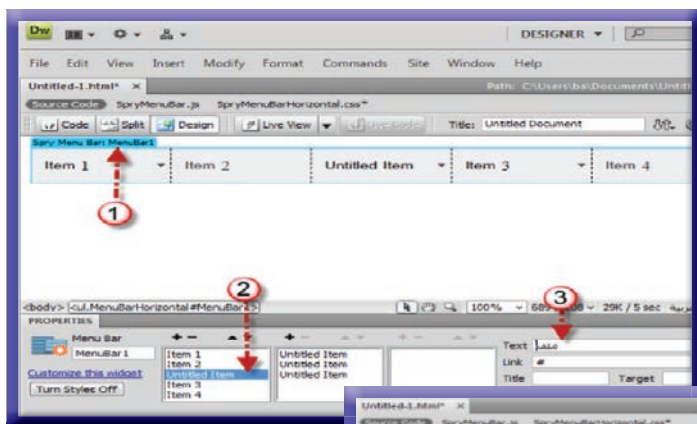 Dw
DESIGNER
File Edit View Insert Modify Format Commands Site Window Help
Untitled-1.html* × Path: C:\Users\ba\Documents\Untitl
Source Code SpryMenuBar.js SpryMenuBarHorizontal.css*
Code Split Design Live View Live Code Title: Untitled Document
Spry Menu Bar: MenuBar1
Item 1 Item 2 Untitled Item Item 3 Item 4
1
2
3
<body> <ul.MenuBarHorizontal#MenuBar1> 100% 29K / 5 sec
PROPERTIES
Menu Bar
MenuBar1
Customize this widget
Turn Styles Off
Item 1
Item 2
Untitled Item
Item 3
Item 4
Untitled Item
Untitled Item
Untitled Item
Text ملف
Link #
Title Target
Untitled-1.html* ×
Source Code SpryMenuBar.js SpryMenuBarHorizontal.css*